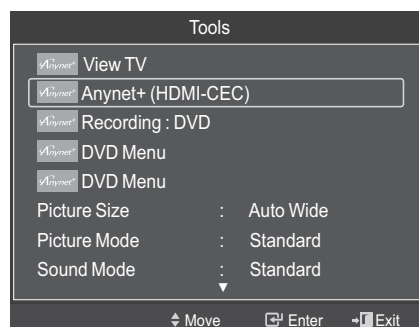 Tools
Anynet+ View TV
Anynet+ Anynet+ (HDMI-CEC)
Anynet+ Recording : DVD
Anynet+ DVD Menu
Anynet+ DVD Menu
Picture Size : Auto Wide
Picture Mode : Standard
Sound Mode : Standard
Move Enter Exit